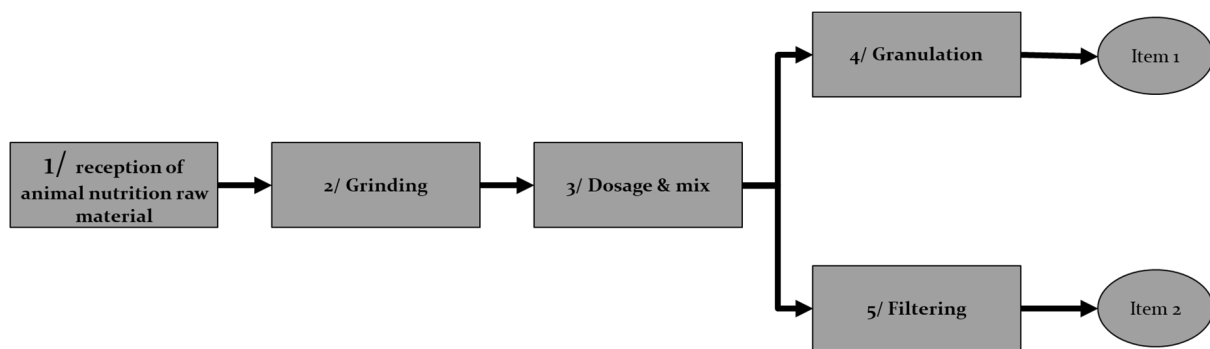 1/ reception of
animal nutrition raw
material
2/ Grinding
3/ Dosage & mix
4/ Granulation
Item 1
5/ Filtering
Item 2